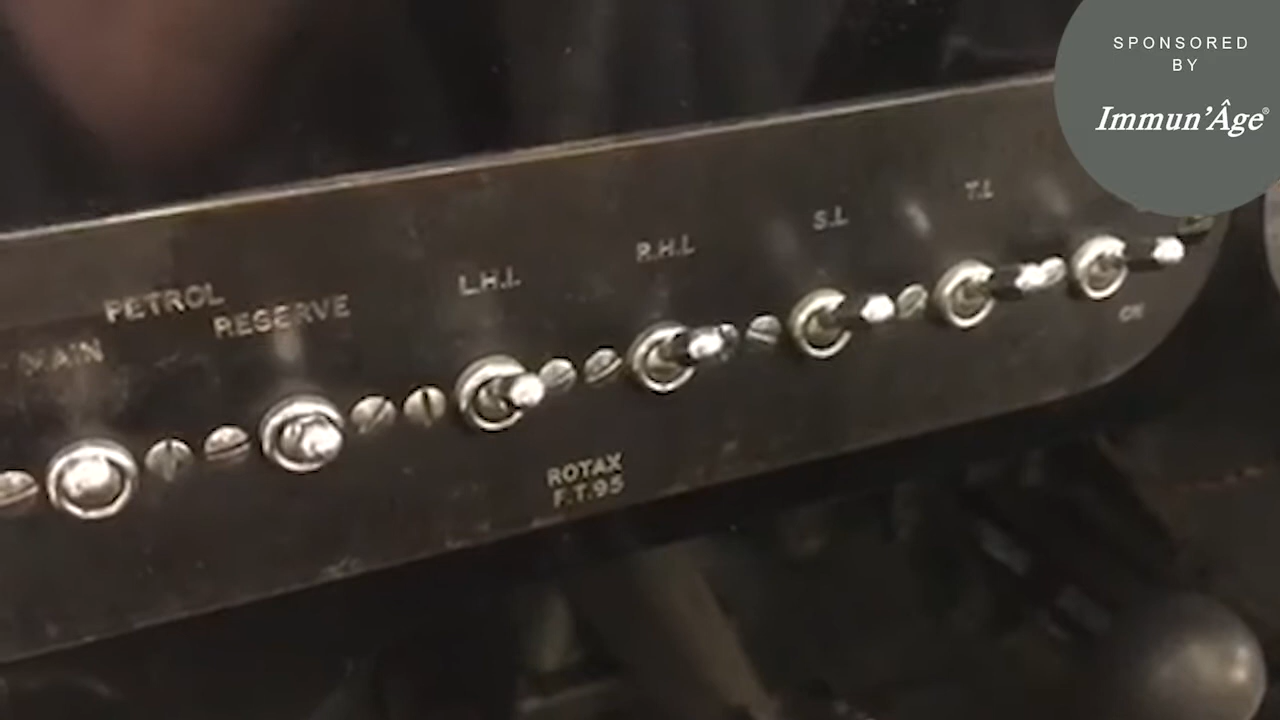 SPONSORED
BY
Immun'Âge®
PETROL
MAIN
RESERVE
L.H.L
R.H.L
S.L
T.L
ON
ROTAX
F.T.95